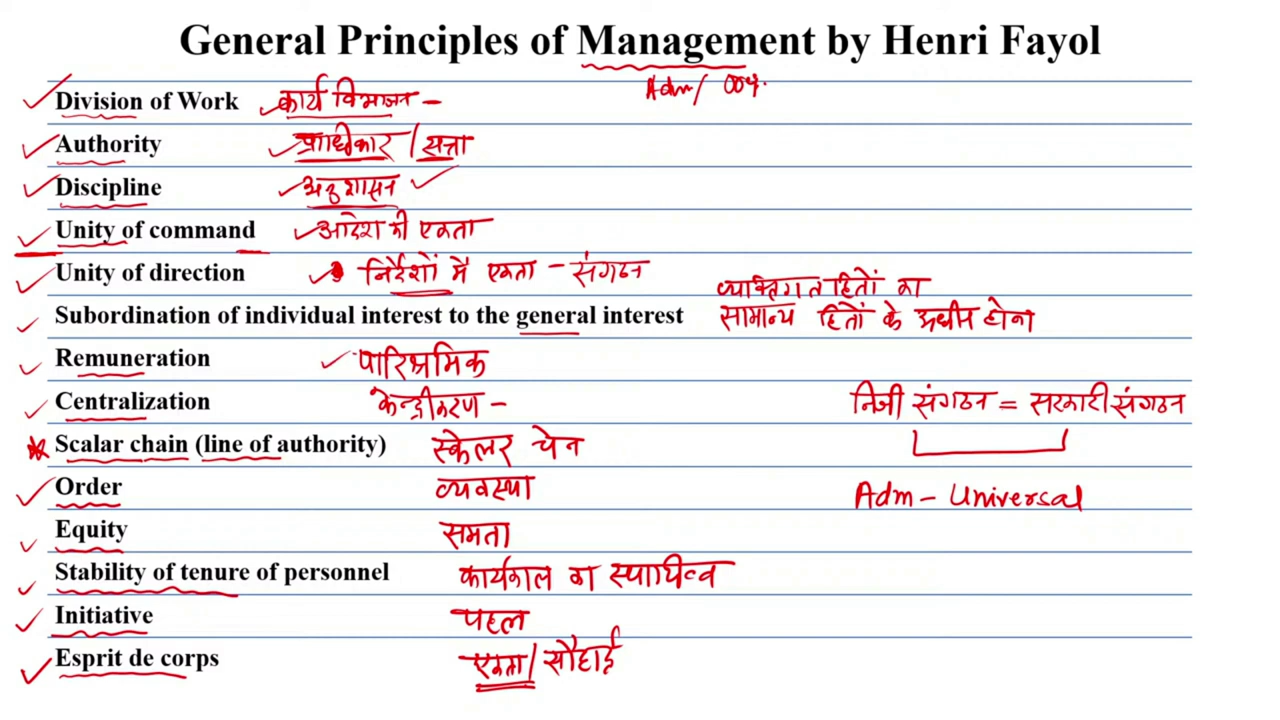 General Principles of Management by Henri Fayol
Adm/
Division of Work कार्य विभाजन –
Authority प्राधिकार / सत्ता
Discipline अनुशासन
Unity of command आदेश की एकता
Unity of direction निर्देशों में एकता – संगठन
Subordination of individual interest to the general interest व्यक्तिगत हितों का
सामान्य हितों के अधीन होना
Remuneration पारिश्रमिक
Centralization केन्द्रीकरण – निजी संगठन = सरकारी संगठन
Scalar chain (line of authority) स्केलर चेन
Order व्यवस्था Adm – Universal
Equity समता
Stability of tenure of personnel कार्यकाल का स्थायित्व
Initiative पहल
Esprit de corps एकता / सौहार्द